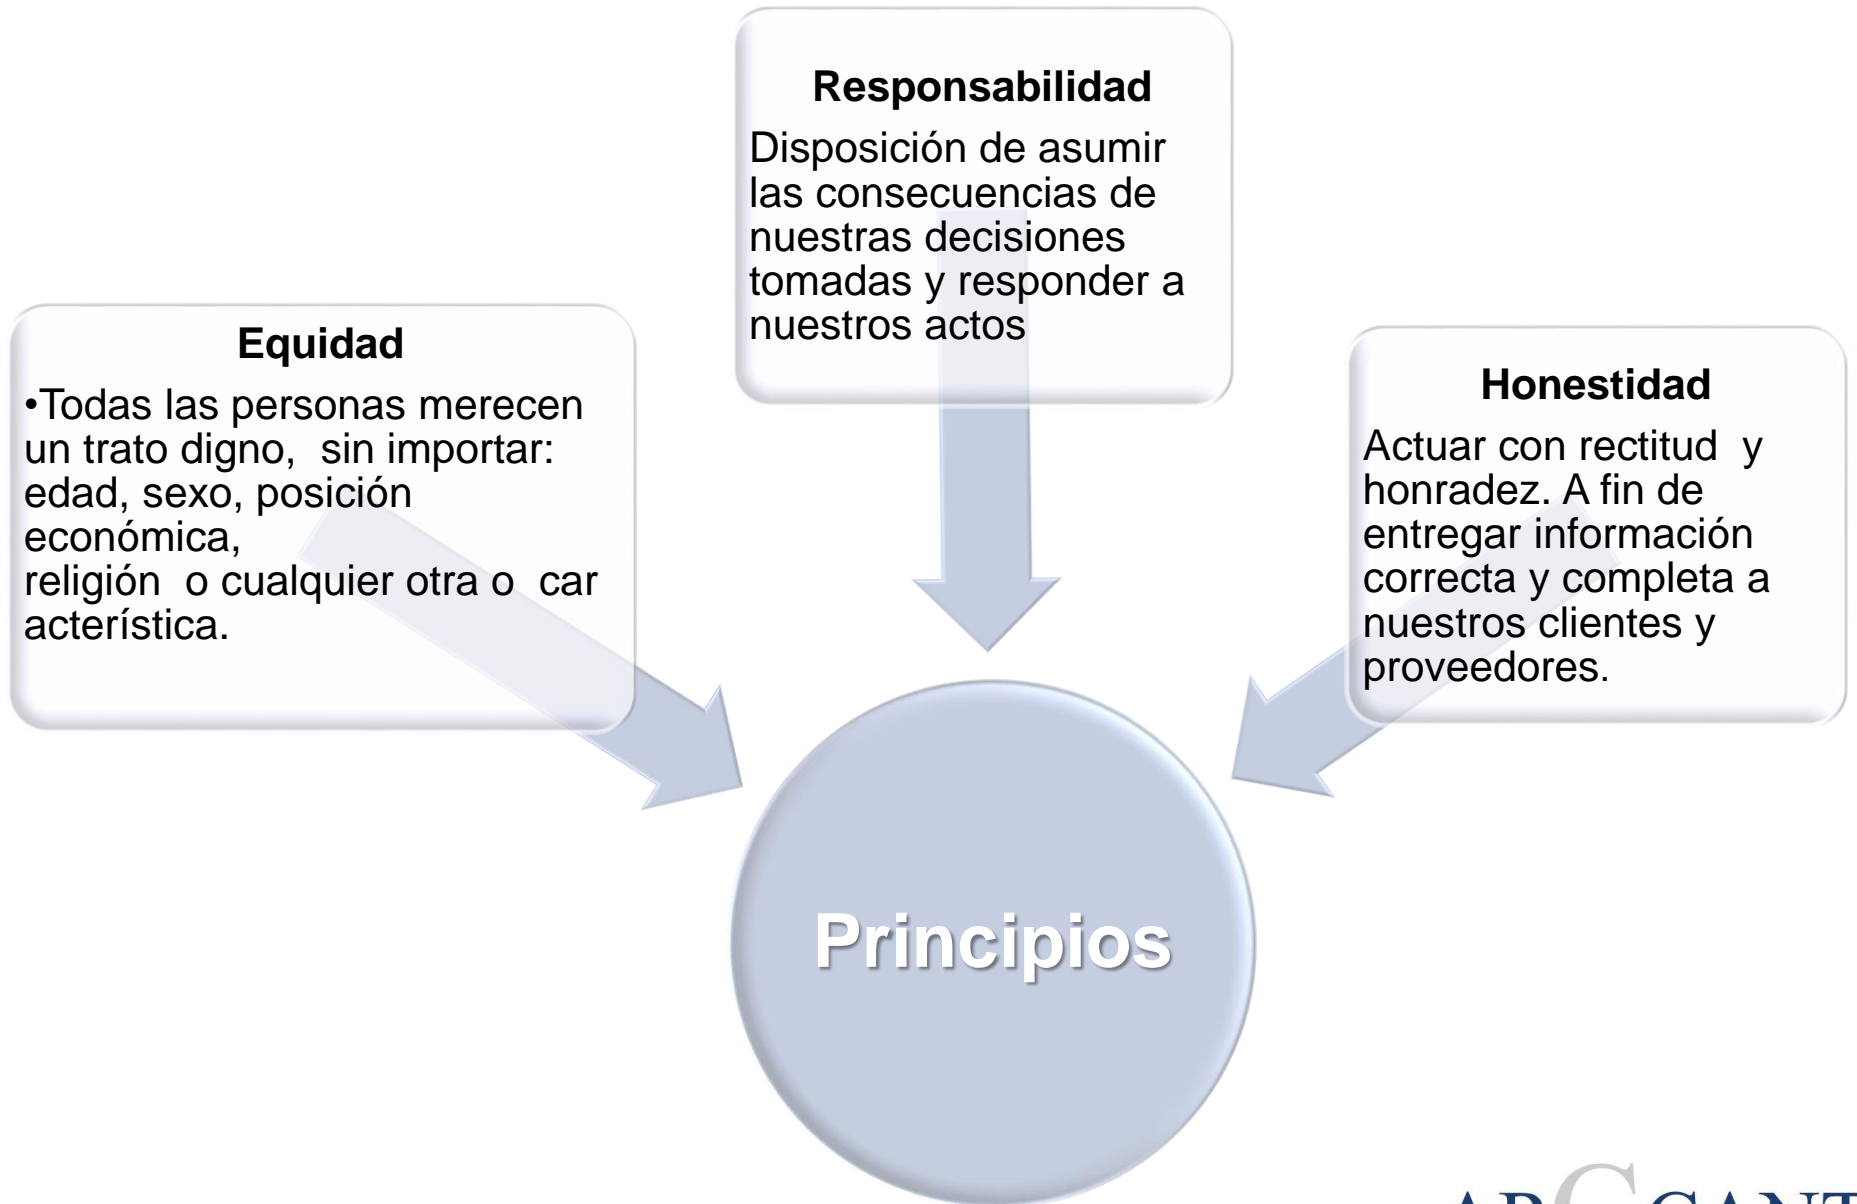 Responsabilidad
Disposición de asumir
las consecuencias de
nuestras decisiones
tomadas y responder a
nuestros actos
Equidad
•Todas las personas merecen
un trato digno,  sin importar:
edad, sexo, posición
económica,
religión  o cualquier otra o  car
acterística.
Honestidad
Actuar con rectitud  y
honradez. A fin de
entregar información
correcta y completa a
nuestros clientes y
proveedores.
Principios